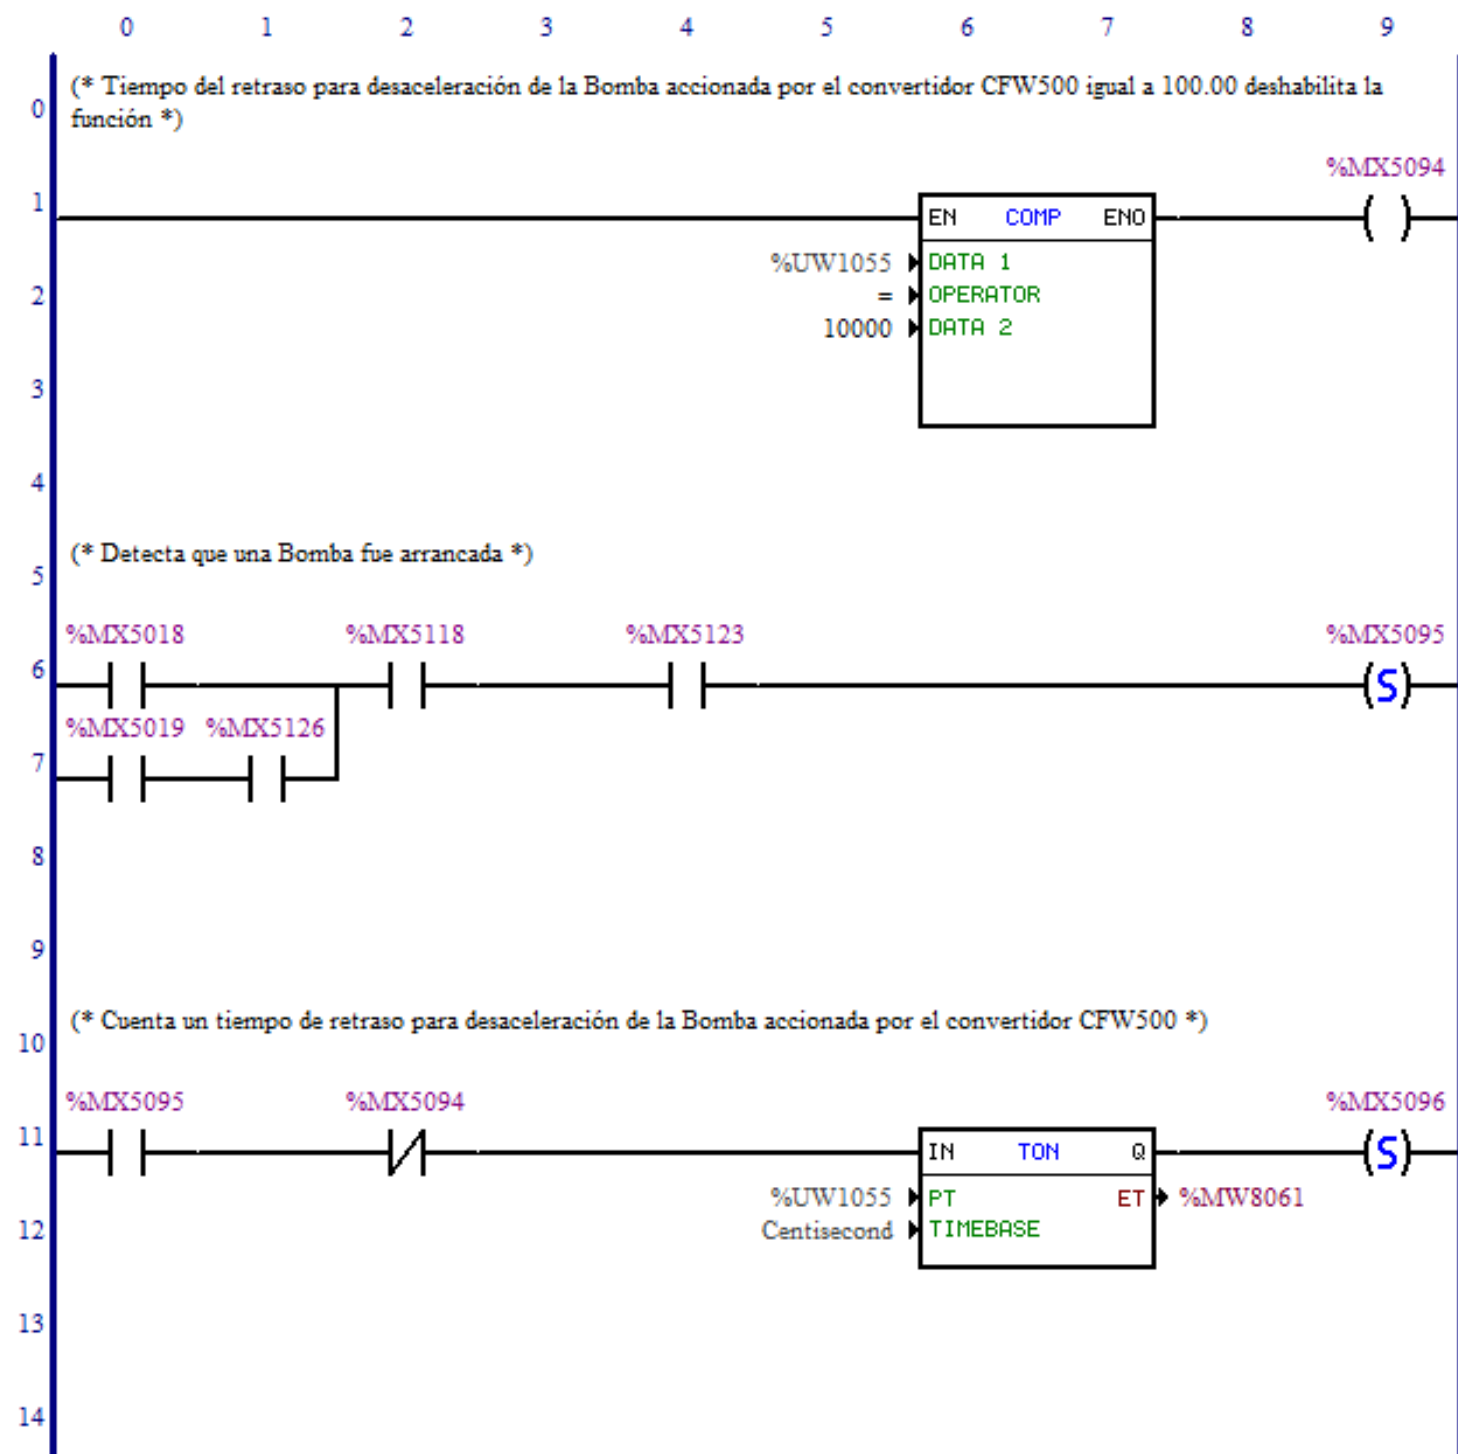 0 1 2 3 4 5 6 7 8 9
(* Tiempo del retraso para desaceleración de la Bomba accionada por el convertidor CFW500 igual a 100.00 deshabilita la
0
función *)
%MX5094
1
EN COMP ENO
( )
%UW1055 DATA 1
2
= OPERATOR
10000 DATA 2
3
4
(* Detecta que una Bomba fue arrancada *)
5
%MX5018 %MX5118 %MX5123 %MX5095
6
(S)
%MX5019 %MX5126
7
8
9
(* Cuenta un tiempo de retraso para desaceleración de la Bomba accionada por el convertidor CFW500 *)
10
%MX5095 %MX5094 %MX5096
11
IN TON Q
(S)
%UW1055 PT ET %MW8061
12
Centisecond TIMEBASE
13
14